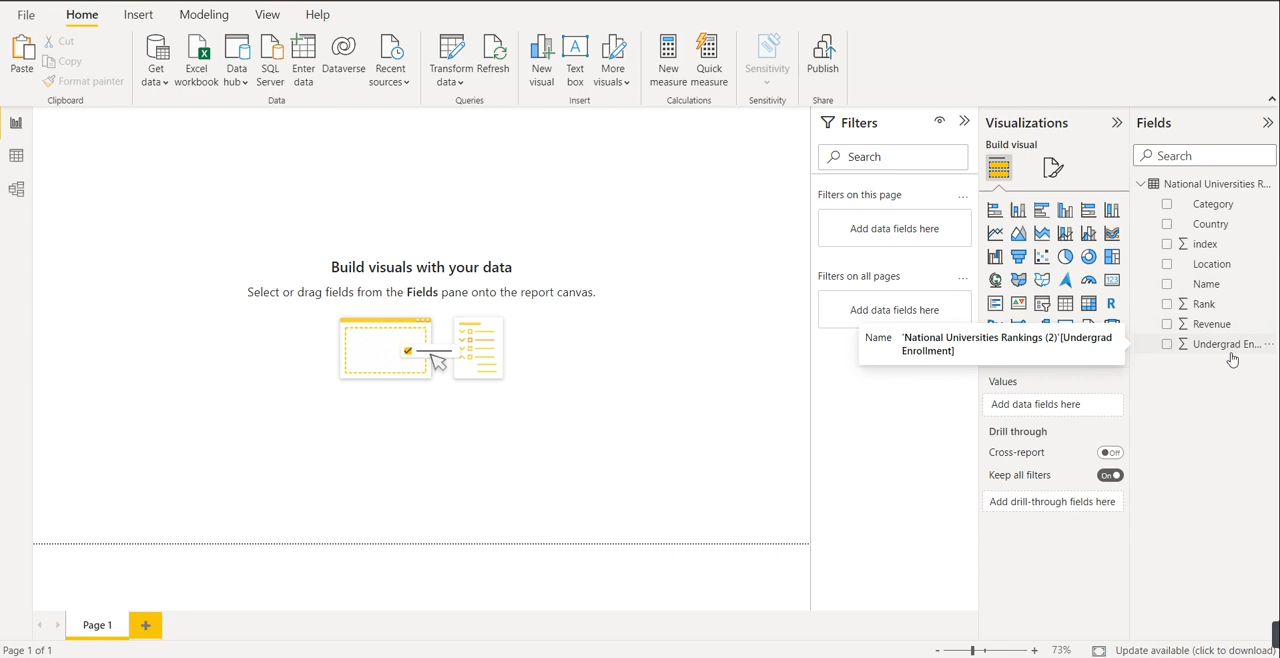 File Home Insert Modeling View Help
Paste
Cut
Copy
Format painter
Clipboard
Get data
Excel workbook
Data hub
SQL Server
Enter data
Dataverse
Recent sources
Data
Transform data
Refresh
Queries
New visual
Text box
More visuals
Insert
New measure
Quick measure
Calculations
Sensitivity
Sensitivity
Publish
Share
Build visuals with your data
Select or drag fields from the Fields pane onto the report canvas.
Filters
Search
Filters on this page ...
Add data fields here
Filters on all pages ...
Add data fields here
Name 'National Universities Rankings (2)'[Undergrad
Enrollment]
Visualizations
Build visual
123
R
Values
Add data fields here
Drill through
Cross-report Off
Keep all filters On
Add drill-through fields here
Fields
Search
National Universities R...
Category
Country
Σ index
Location
Name
Σ Rank
Σ Revenue
Σ Undergrad En... ...
Page 1 +
Page 1 of 1
- + 73%
Update available (click to download)